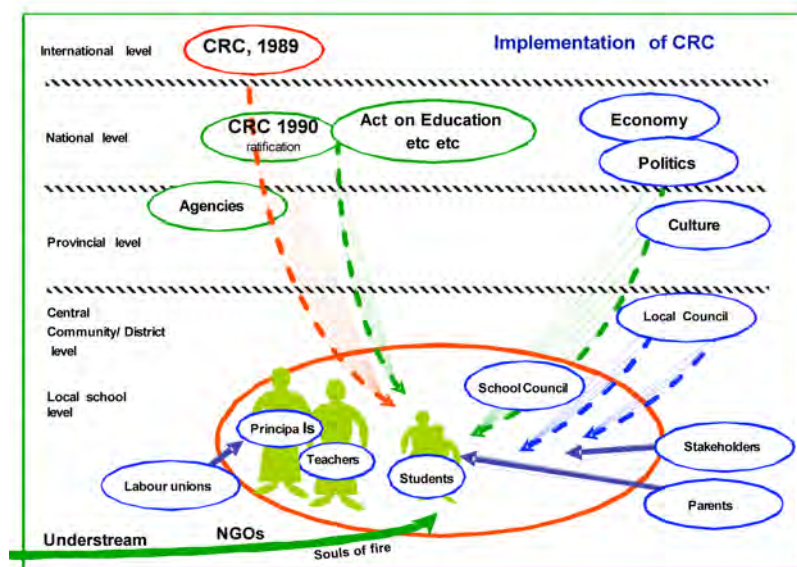 International level
CRC, 1989
Implementation of CRC
National level
CRC 1990
ratification
Act on Education
etc etc
Economy
Politics
Agencies
Provincial level
Culture
Central
Community/ District
level
Local Council
Local school
level
School Council
Principa ls
Teachers
Students
Stakeholders
Labour unions
Parents
Understream
NGOs
Souls of fire